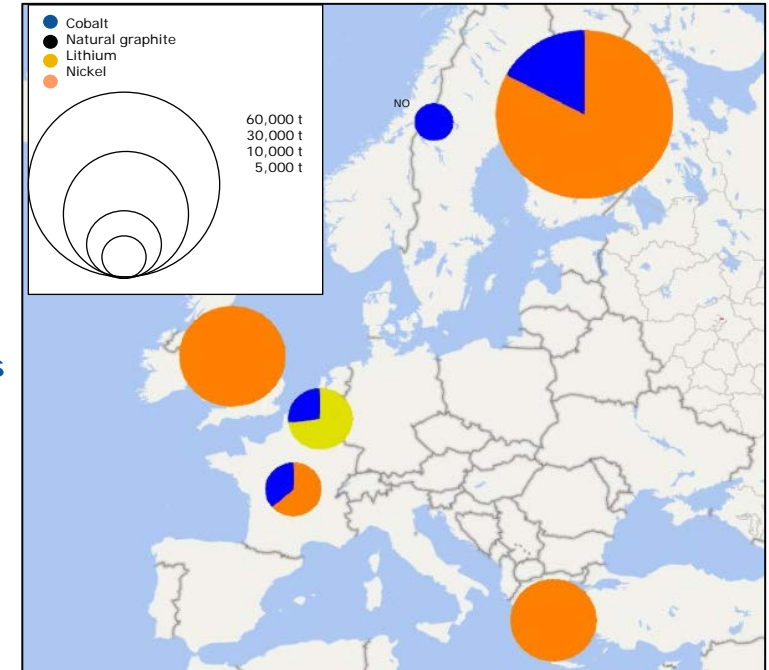 Cobalt
Natural graphite
Lithium
Nickel
60,000 t
30,000 t
10,000 t
5,000 t
NO
s